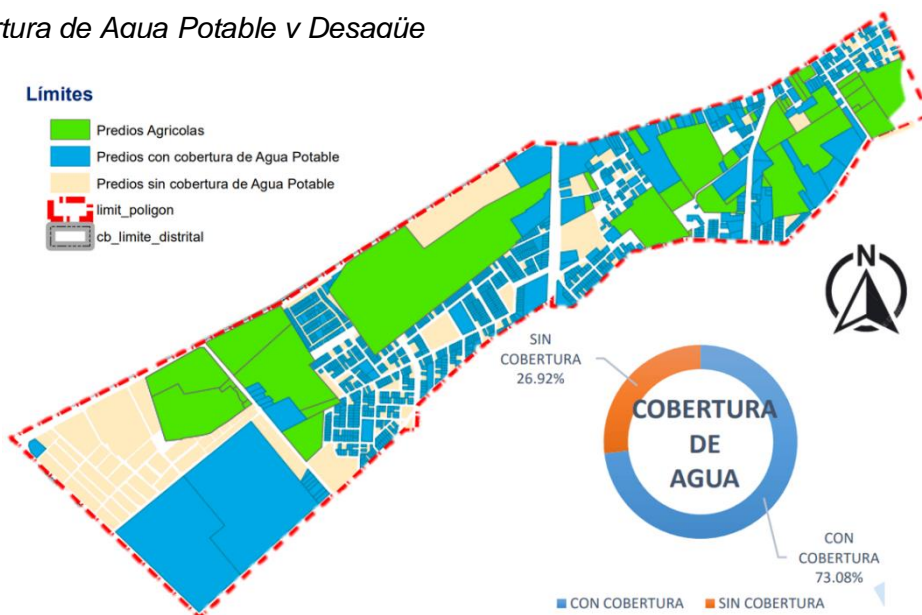 rtura de Agua Potable y Desagüe
Límites
Predios Agricolas
Predios con cobertura de Agua Potable
Predios sin cobertura de Agua Potable
limit_poligon
cb_limite_distrital
N
SIN
COBERTURA
26.92%
COBERTURA
DE
AGUA
CON
COBERTURA
73.08%
CON COBERTURA SIN COBERTURA